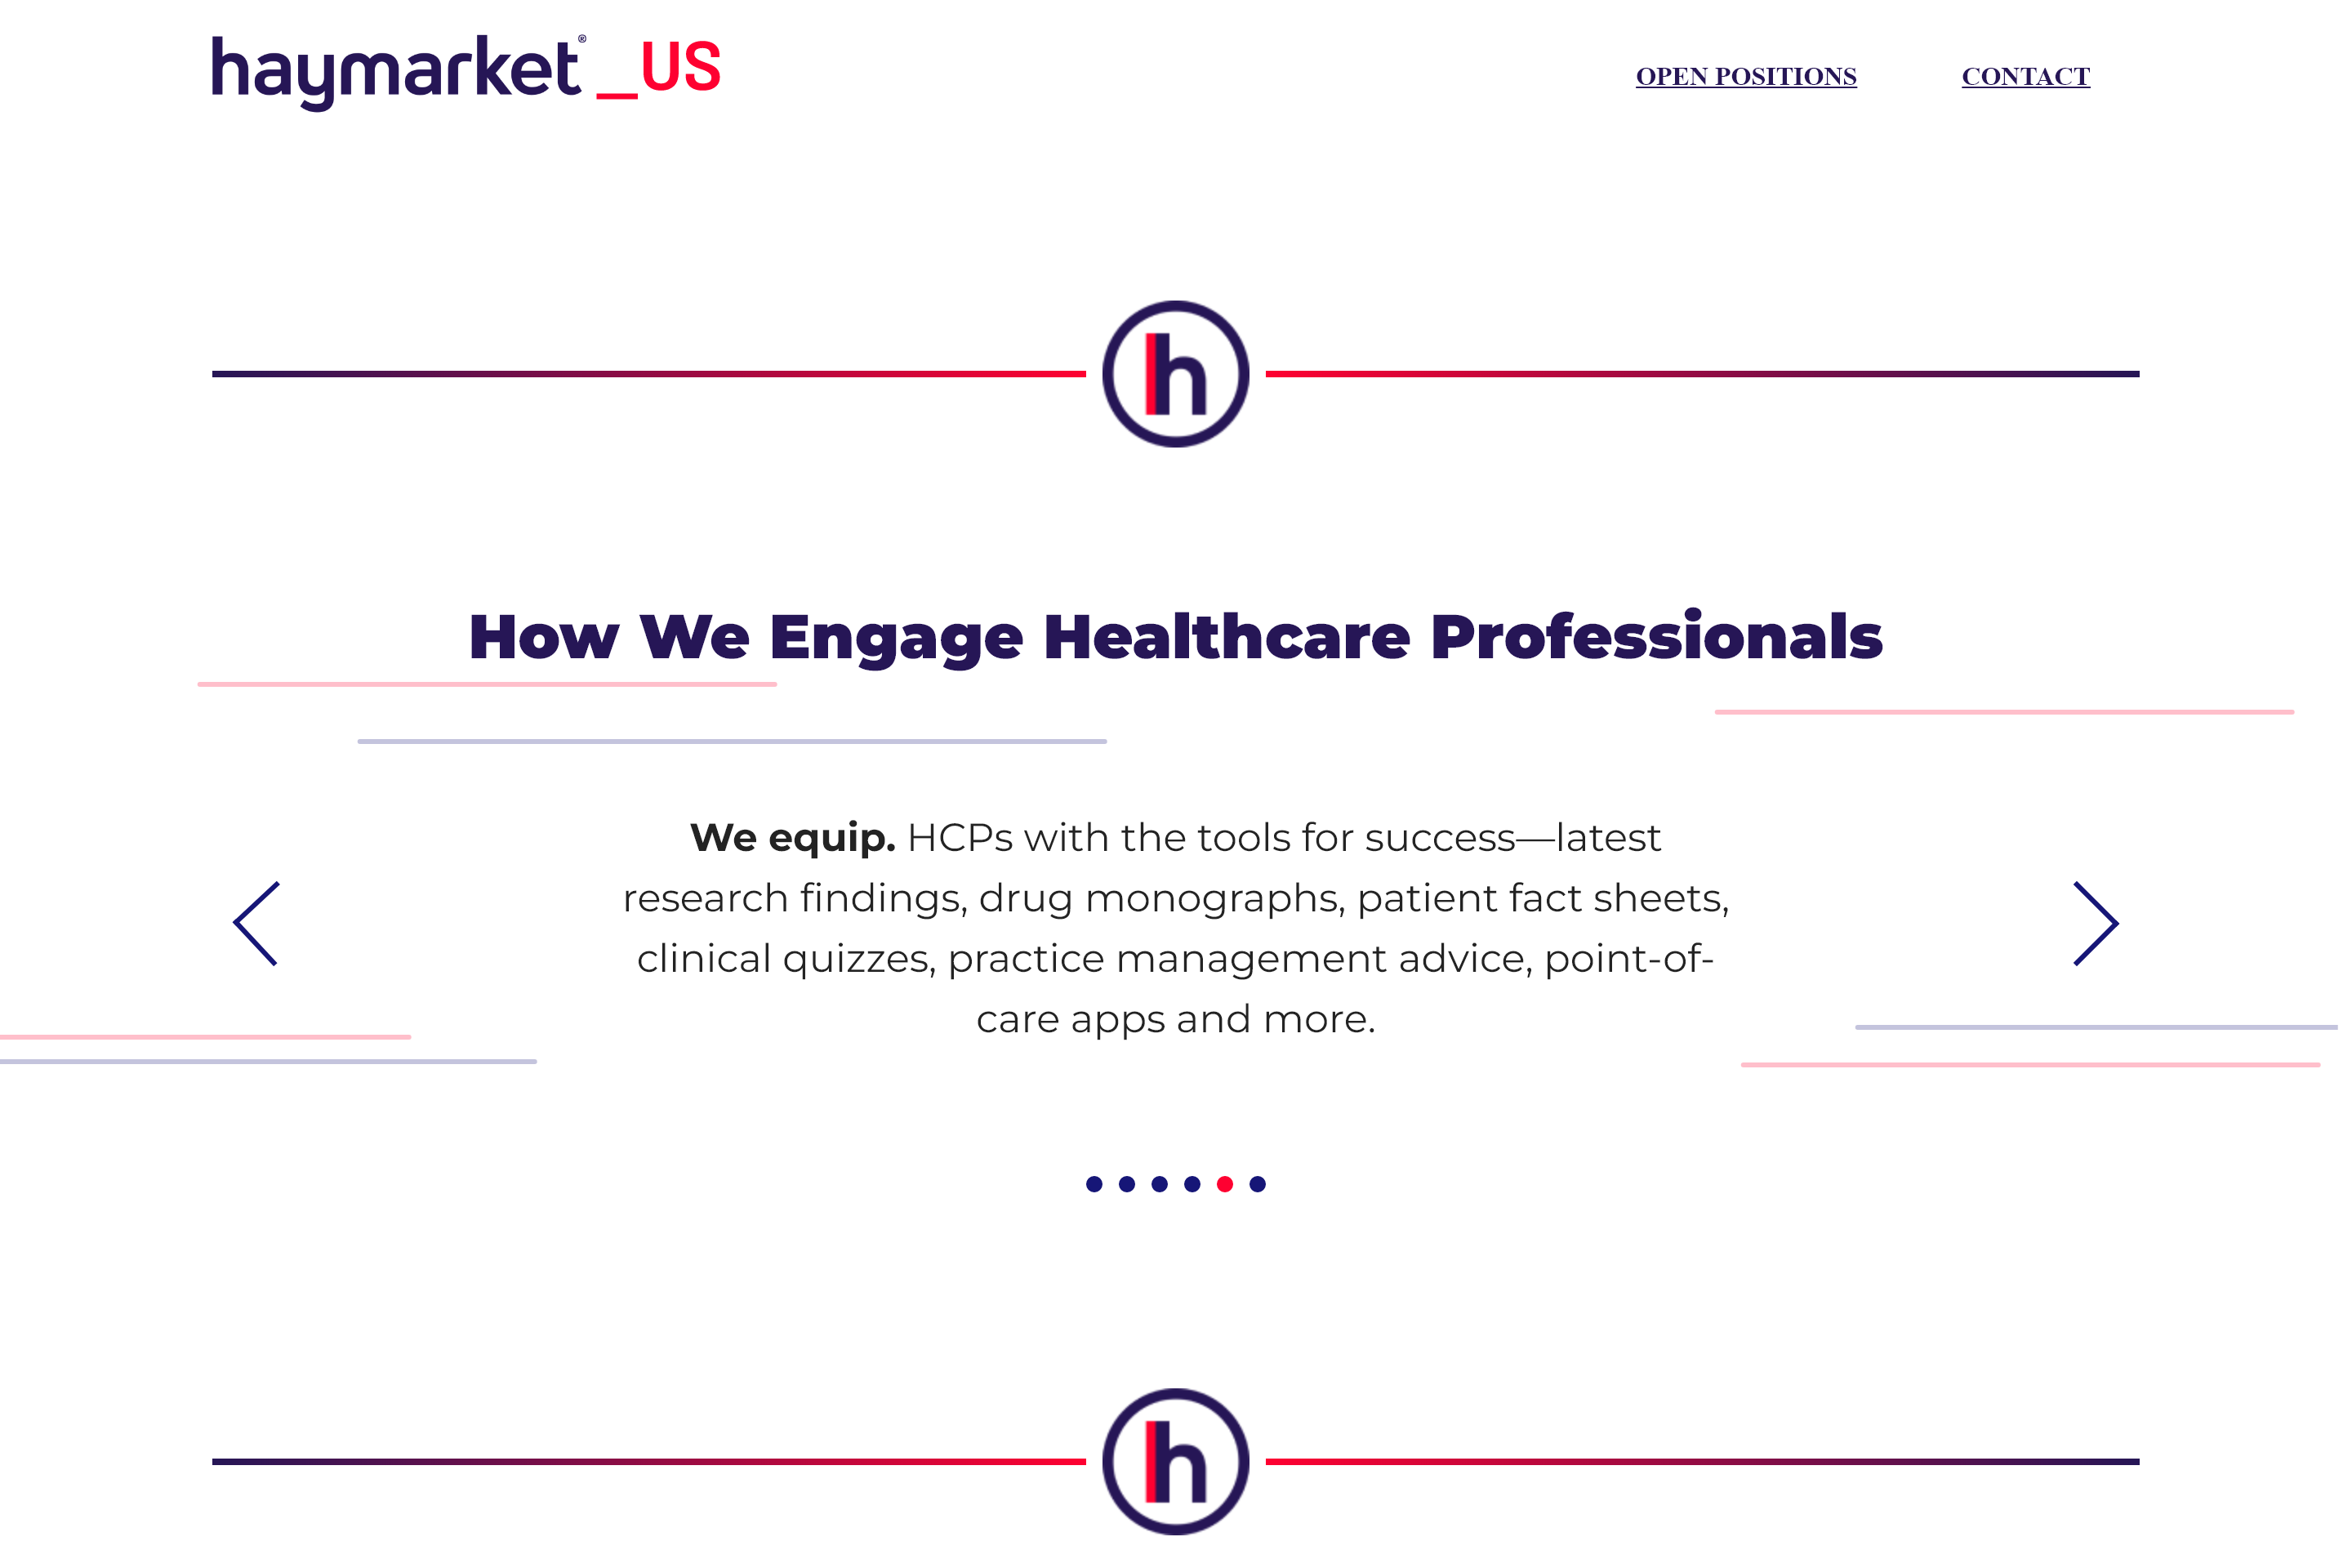 haymarket® _US
OPEN POSITIONS
CONTACT
h
How We Engage Healthcare Professionals
We equip. HCPs with the tools for success—latest
research findings, drug monographs, patient fact sheets,
clinical quizzes, practice management advice, point-of-
care apps and more.
h